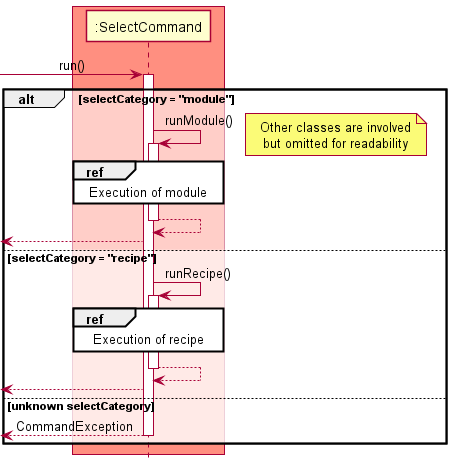 :SelectCommand
run()
alt
[selectCategory = "module"]
runModule()
Other classes are involved
but omitted for readability
ref
Execution of module
[selectCategory = "recipe"]
runRecipe()
ref
Execution of recipe
[unknown selectCategory]
CommandException